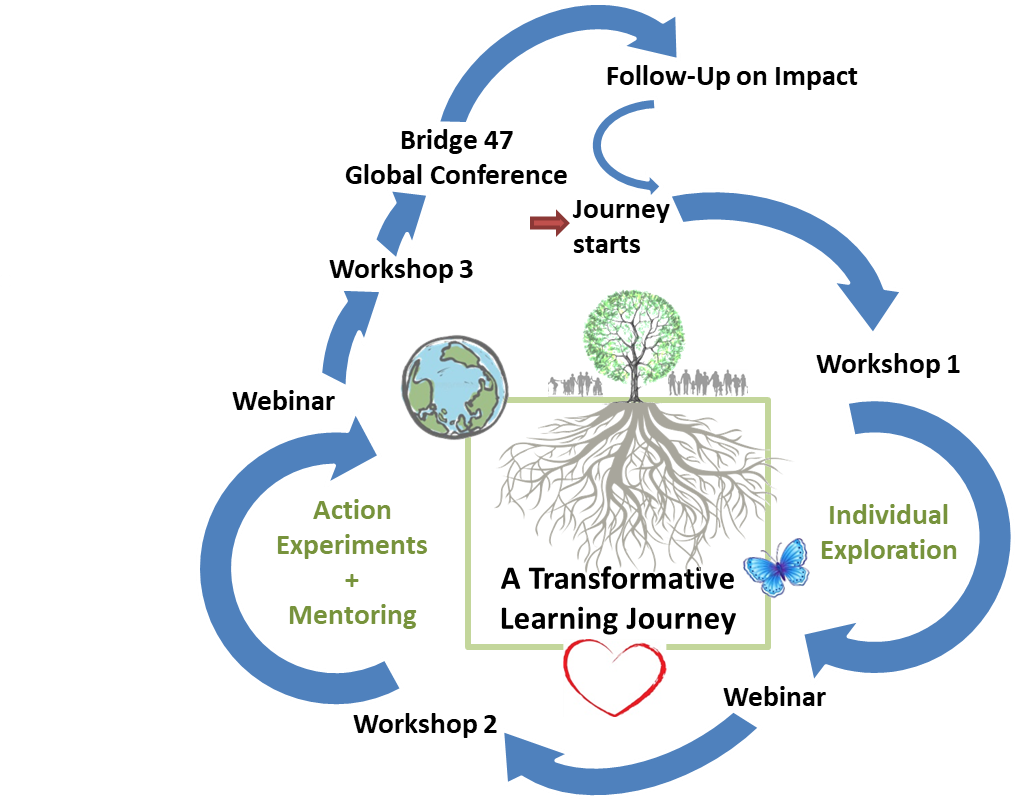 Follow-Up on Impact
Bridge 47
Global Conference
Journey
starts
Workshop 3
Workshop 1
Webinar
Action
Experiments
+
Mentoring
Individual
Exploration
A Transformative
Learning Journey
Webinar
Workshop 2